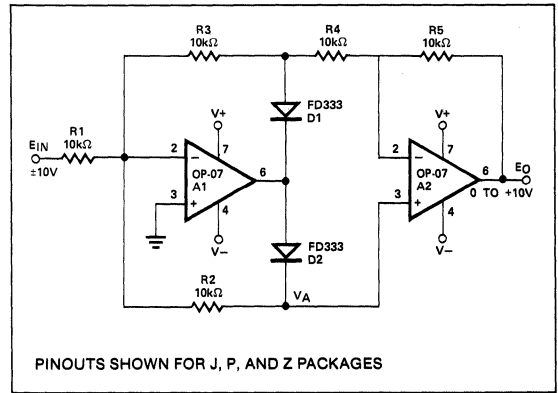 R3
10kΩ
R4
10kΩ
R5
10kΩ
FD333
D1
V+
7
V+
7
EIN
±10V
R1
10kΩ
2
−
OP-07
A1
6
3
+
4
V−
2
−
OP-07
A2
6
EO
0 TO +10V
3
+
4
V−
FD333
D2
R2
10kΩ
VA
PINOUTS SHOWN FOR J, P, AND Z PACKAGES